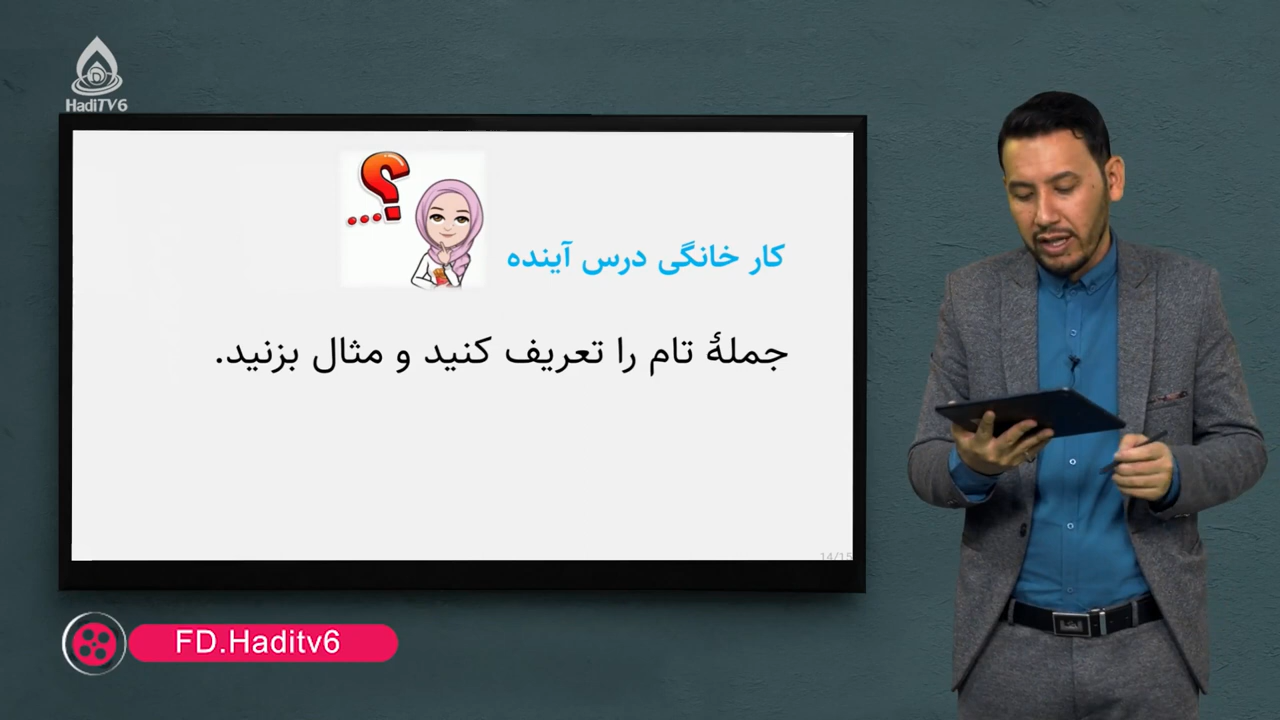 HadiTV6
؟...
کار خانگی درس آینده
جملهٔ تام را تعریف کنید و مثال بزنید.
14/15
FD.Haditv6